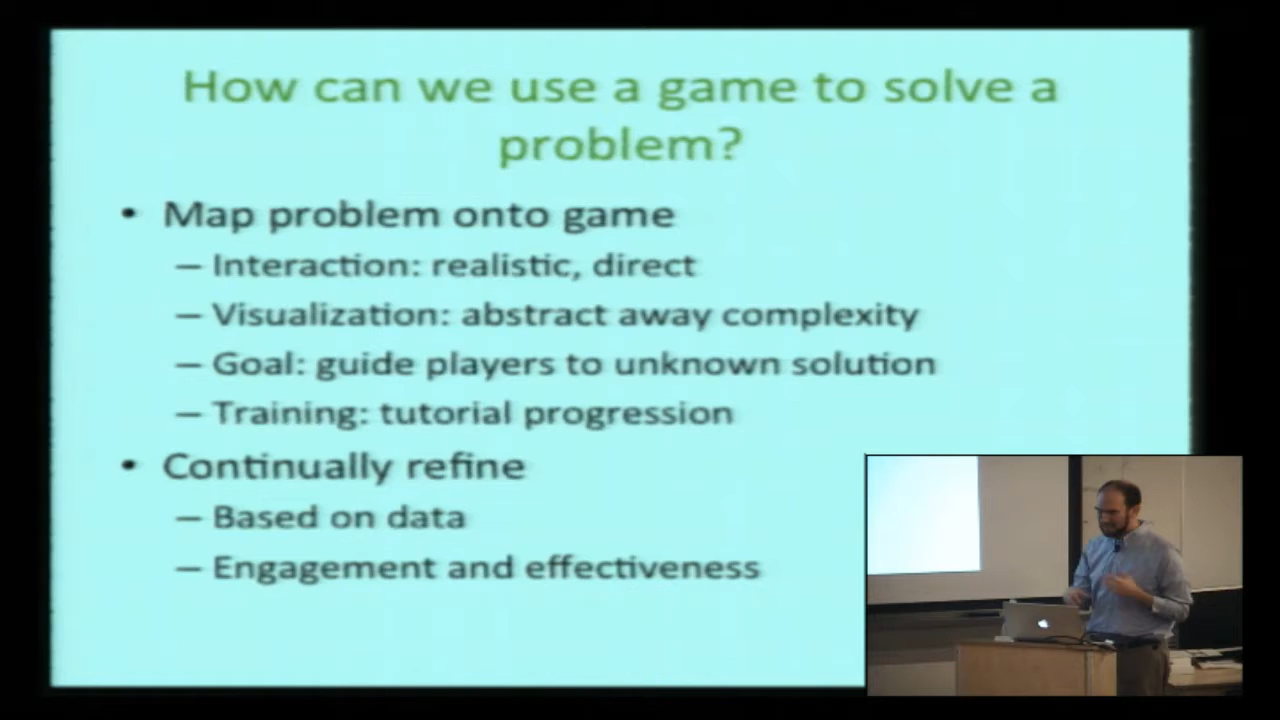 How can we use a game to solve a
problem?
• Map problem onto game
– Interaction: realistic, direct
– Visualization: abstract away complexity
– Goal: guide players to unknown solution
– Training: tutorial progression
• Continually refine
– Based on data
– Engagement and effectiveness